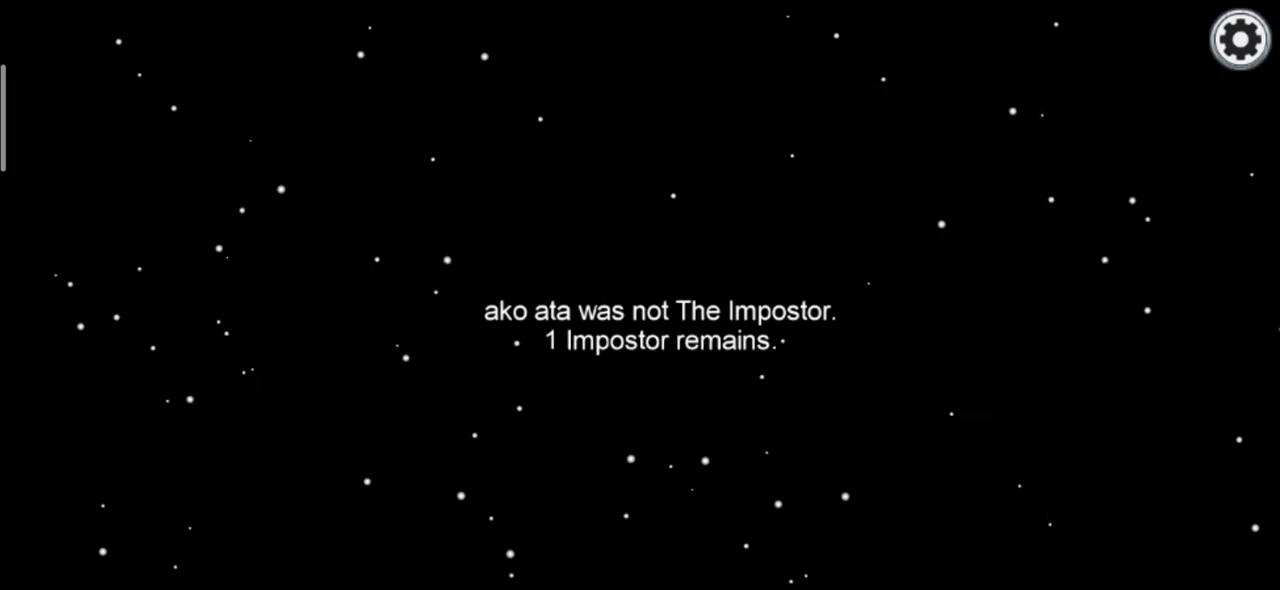 ako ata was not The Impostor.
1 Impostor remains.